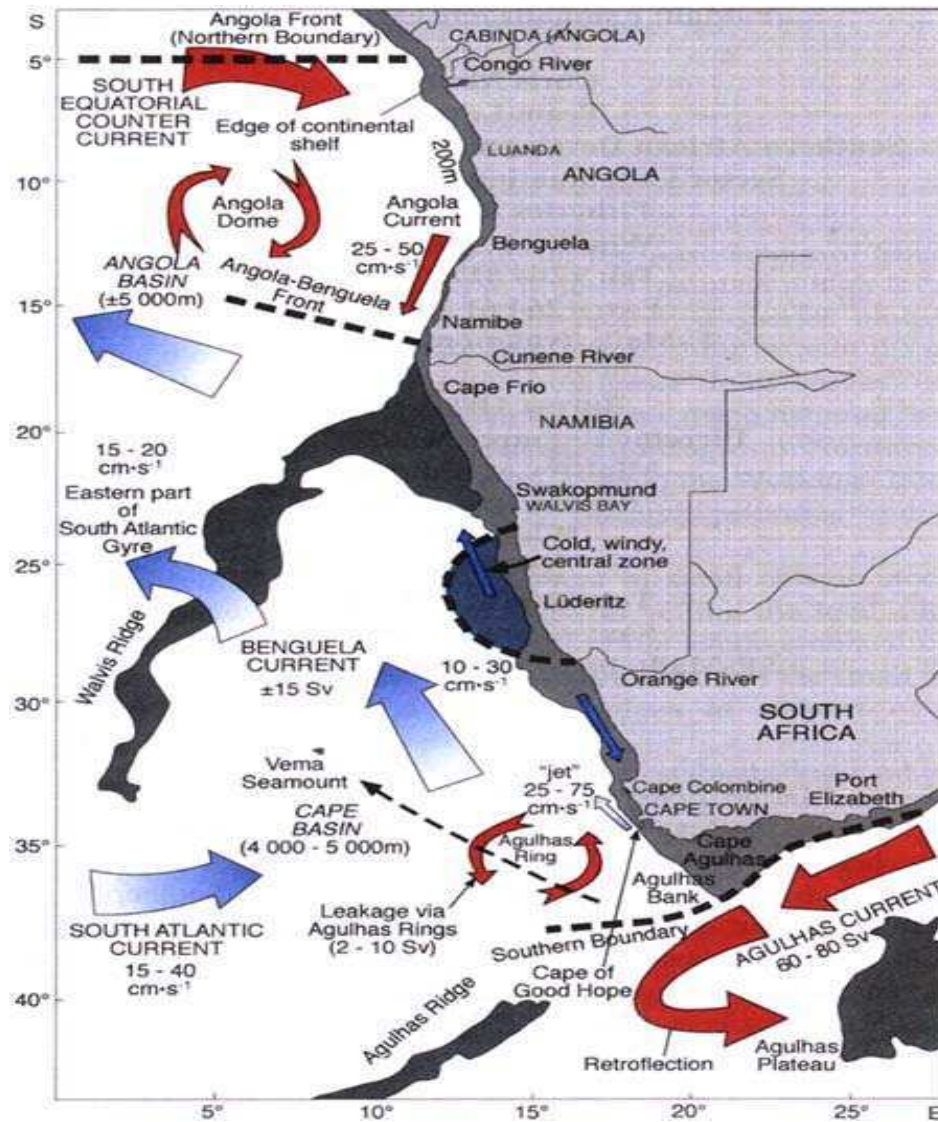 S
Angola Front
(Northern Boundary)
CABINDA (ANGOLA)
5°
Congo River
SOUTH
EQUATORIAL
COUNTER
CURRENT
Edge of continental
shelf
200m
LUANDA
10°
ANGOLA
Angola
Dome
Angola
Current
25 - 50
cm·s⁻¹
Benguela
ANGOLA
BASIN
(±5 000m)
Angola-Benguela
Front
15°
Namibe
Cunene River
Cape Frio
20°
NAMIBIA
15 - 20
cm·s⁻¹
Eastern part
of
South Atlantic
Gyre
Swakopmund
WALVIS BAY
Cold, windy,
central zone
25°
Lüderitz
Walvis Ridge
BENGUELA
CURRENT
±15 Sv
10 - 30
cm·s⁻¹
Orange River
30°
SOUTH
AFRICA
Vema
Seamount
"jet"
25 - 75
cm·s⁻¹
Cape Colombine
CAPE TOWN
Port
Elizabeth
CAPE
BASIN
(4 000 - 5 000m)
35°
Agulhas
Ring
Cape
Agulhas
Agulhas
Bank
Leakage via
Agulhas Rings
(2 - 10 Sv)
SOUTH ATLANTIC
CURRENT
15 - 40
cm·s⁻¹
Southern Boundary
AGULHAS CURRENT
60 - 80 Sv
Cape of
Good Hope
40°
Agulhas Ridge
Retroflection
Agulhas
Plateau
5°
10°
15°
20°
25°
E